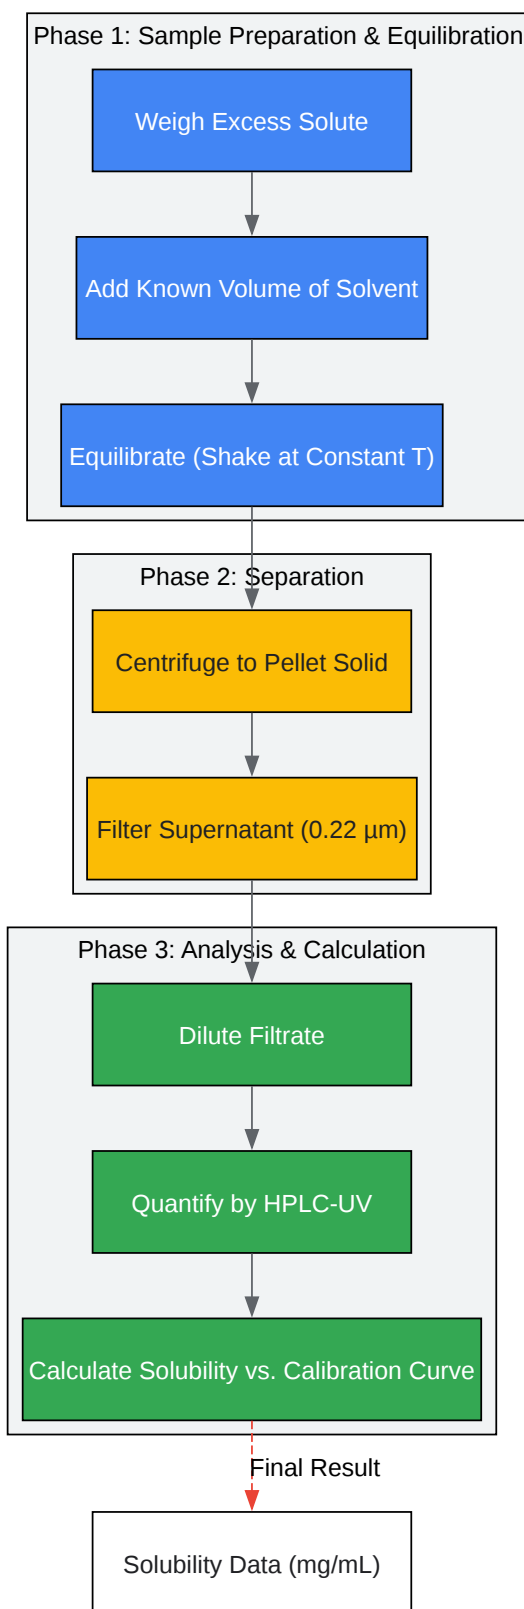 Phase 1: Sample Preparation & Equilibration
Weigh Excess Solute
Add Known Volume of Solvent
Equilibrate (Shake at Constant T)
Phase 2: Separation
Centrifuge to Pellet Solid
Filter Supernatant (0.22 µm)
Phase 3: Analysis & Calculation
Dilute Filtrate
Quantify by HPLC-UV
Calculate Solubility vs. Calibration Curve
Final Result
Solubility Data (mg/mL)